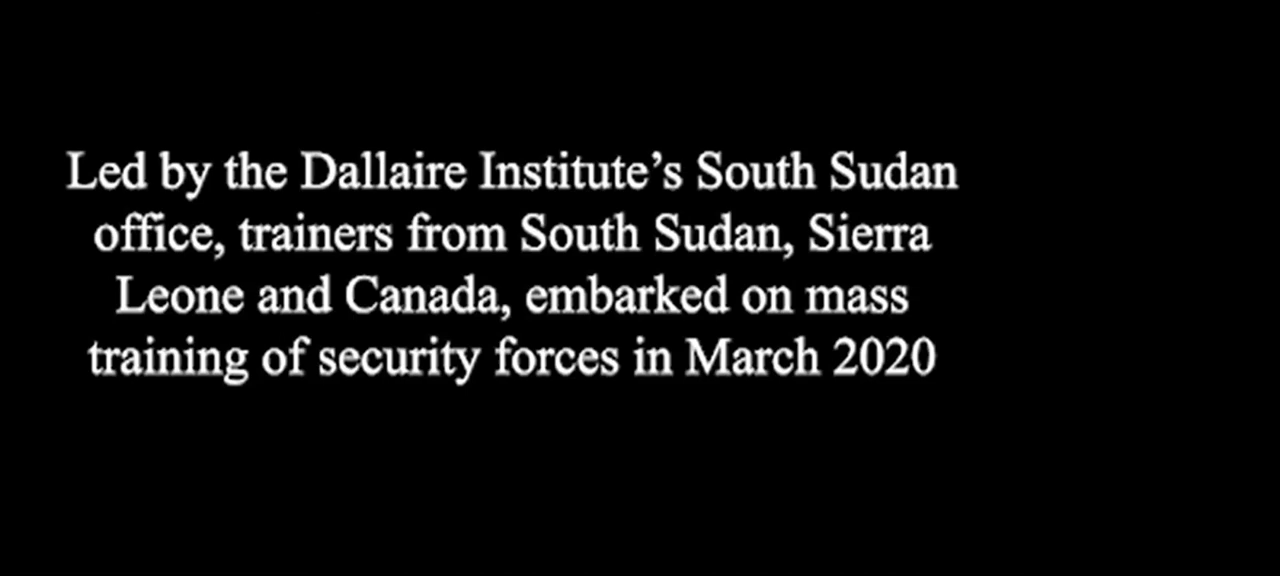 Led by the Dallaire Institute’s South Sudan
office, trainers from South Sudan, Sierra
Leone and Canada, embarked on mass
training of security forces in March 2020